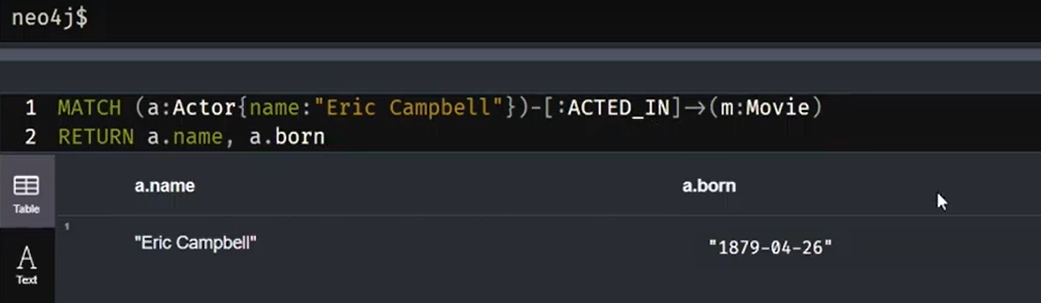 neo4j$
1 MATCH (a:Actor{name:"Eric Campbell"})-[:ACTED_IN]->(m:Movie)
2 RETURN a.name, a.born
a.name a.born
Table
1 "Eric Campbell" "1879-04-26"
A
Text